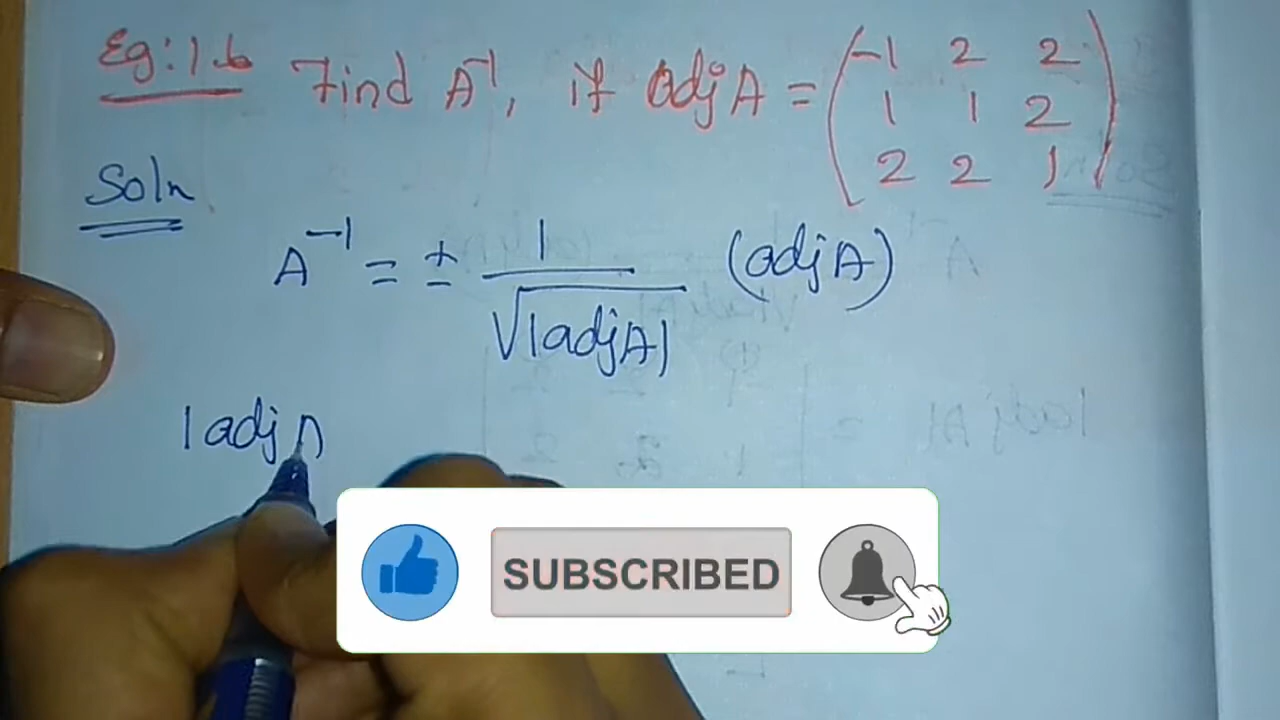 Eg: 1.6 Find A⁻¹, if adj A = (-1 2 2
1 1 2
2 2 1)
Soln
A⁻¹ = ± 1/√|adj A| (adj A)
|adj A
SUBSCRIBED